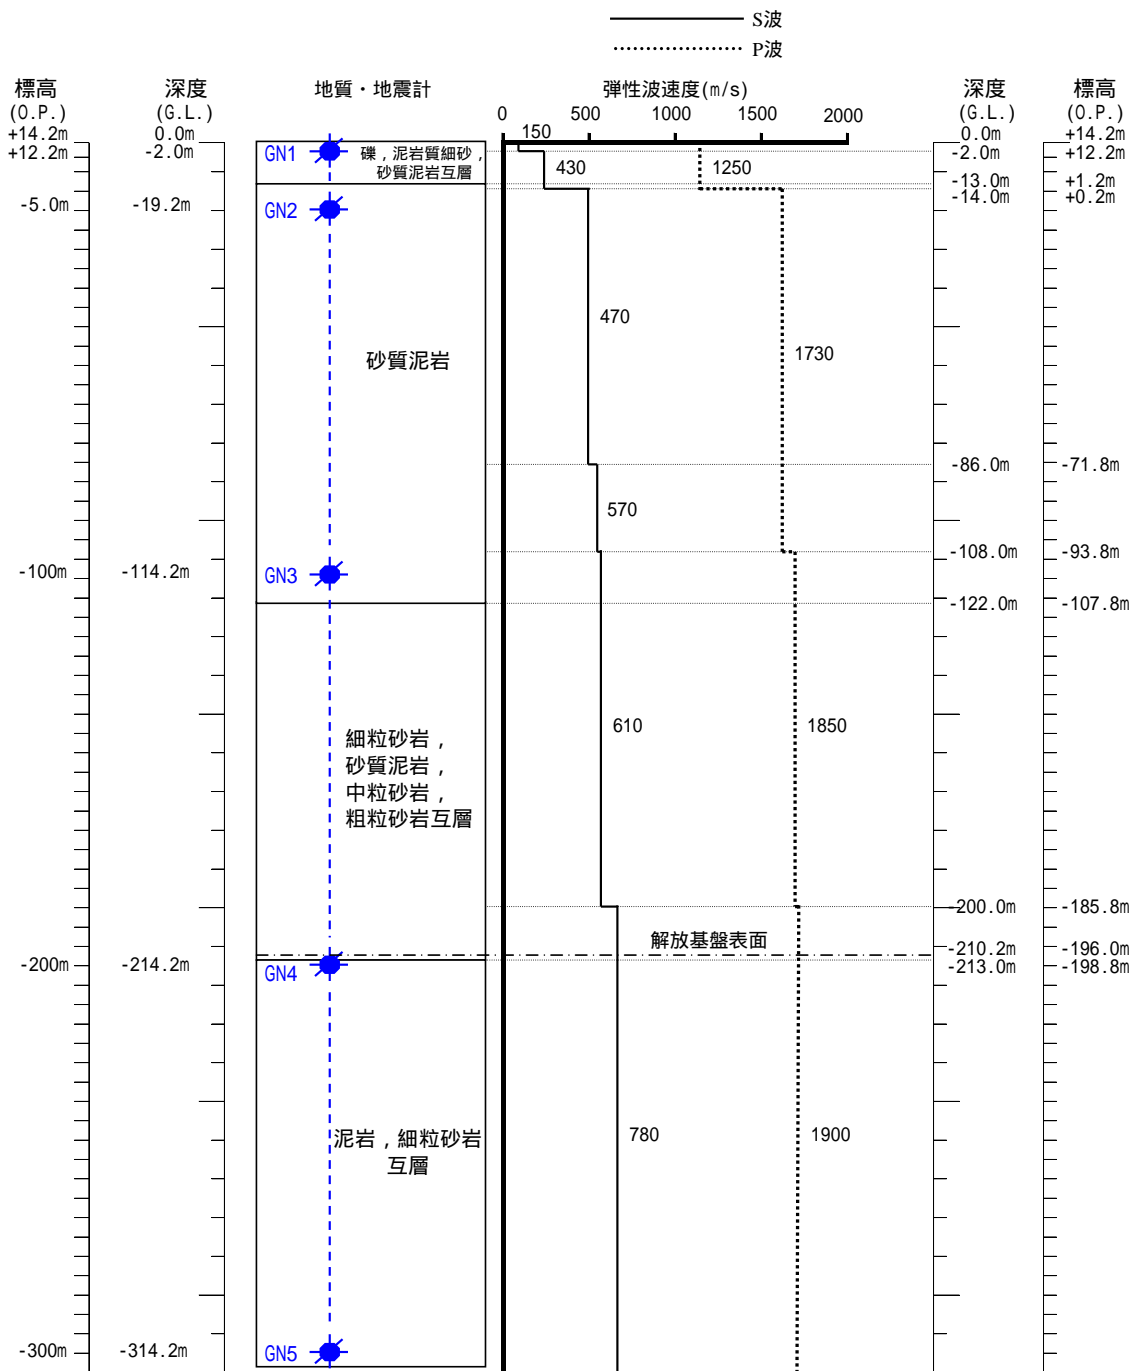 S波
P波
標高 深度 地質・地震計 弾性波速度(m/s) 深度 標高
(O.P.) (G.L.) (G.L.) (O.P.)
0 500 1000 1500 2000
+14.2m 0.0m 150 0.0m +14.2m
+12.2m -2.0m GN1 礫，泥岩質細砂， -2.0m +12.2m
砂質泥岩互層 430 1250
-13.0m +1.2m
-14.0m +0.2m
-5.0m -19.2m GN2
470
砂質泥岩 1730
-86.0m -71.8m
570
-108.0m -93.8m
-100m -114.2m GN3
-122.0m -107.8m
610 1850
細粒砂岩，
砂質泥岩，
中粒砂岩，
粗粒砂岩互層
-200.0m -185.8m
解放基盤表面
-210.2m -196.0m
-200m -214.2m GN4 -213.0m -198.8m
泥岩，細粒砂岩 780 1900
互層
-300m -314.2m GN5